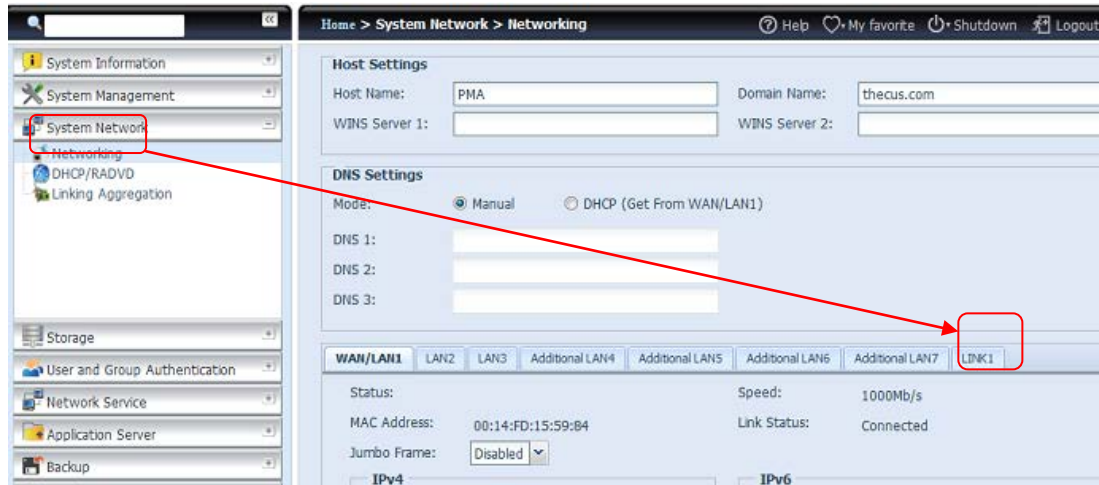 Home > System Network > Networking
Help My favorite Shutdown Logout
System Information
System Management
System Network
Networking
DHCP/RADVD
Linking Aggregation
Storage
User and Group Authentication
Network Service
Application Server
Backup
Host Settings
Host Name: PMA Domain Name: thecus.com
WINS Server 1: WINS Server 2:
DNS Settings
Mode: Manual DHCP (Get From WAN/LAN1)
DNS 1:
DNS 2:
DNS 3:
WAN/LAN1 LAN2 LAN3 Additional LAN4 Additional LAN5 Additional LAN6 Additional LAN7 LINK1
Status: Speed: 1000Mb/s
MAC Address: 00:14:FD:15:59:84 Link Status: Connected
Jumbo Frame: Disabled
IPv4 IPv6